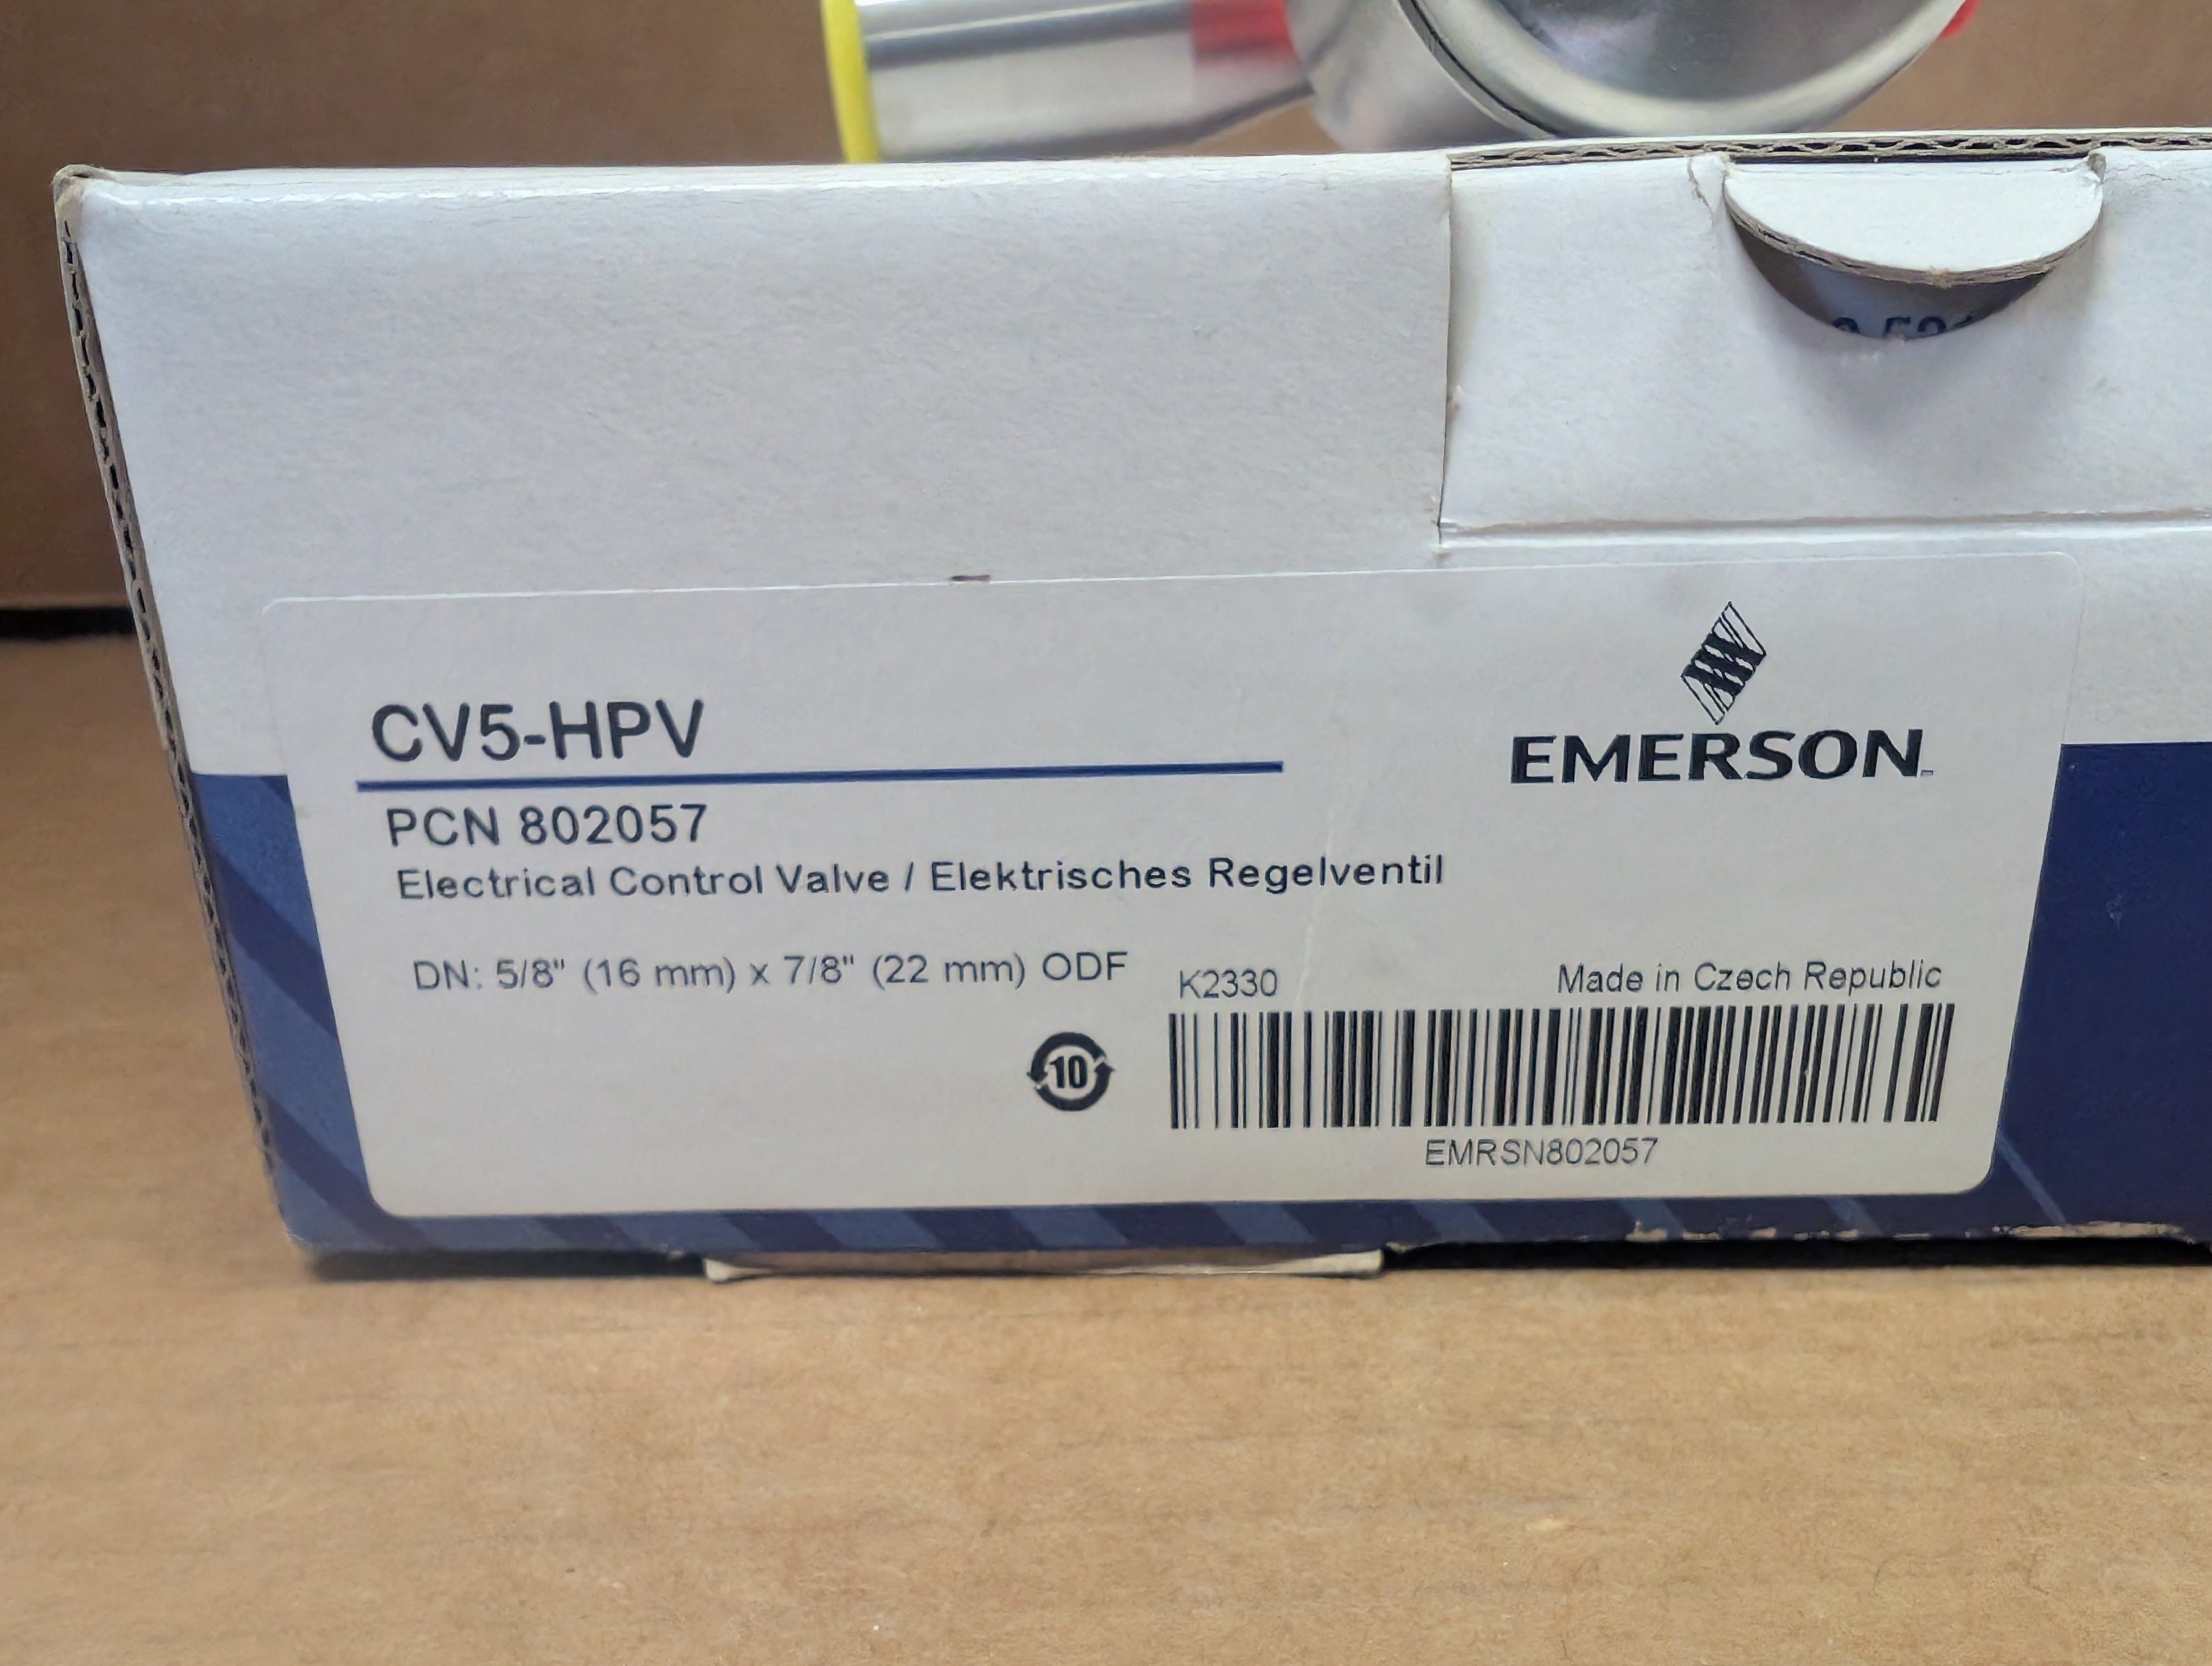 CV5-HPV
EMERSON
PCN 802057
Electrical Control Valve / Elektrisches Regelventil
DN: 5/8" (16 mm) x 7/8" (22 mm) ODF
K2330
Made in Czech Republic
10
EMRSN802057